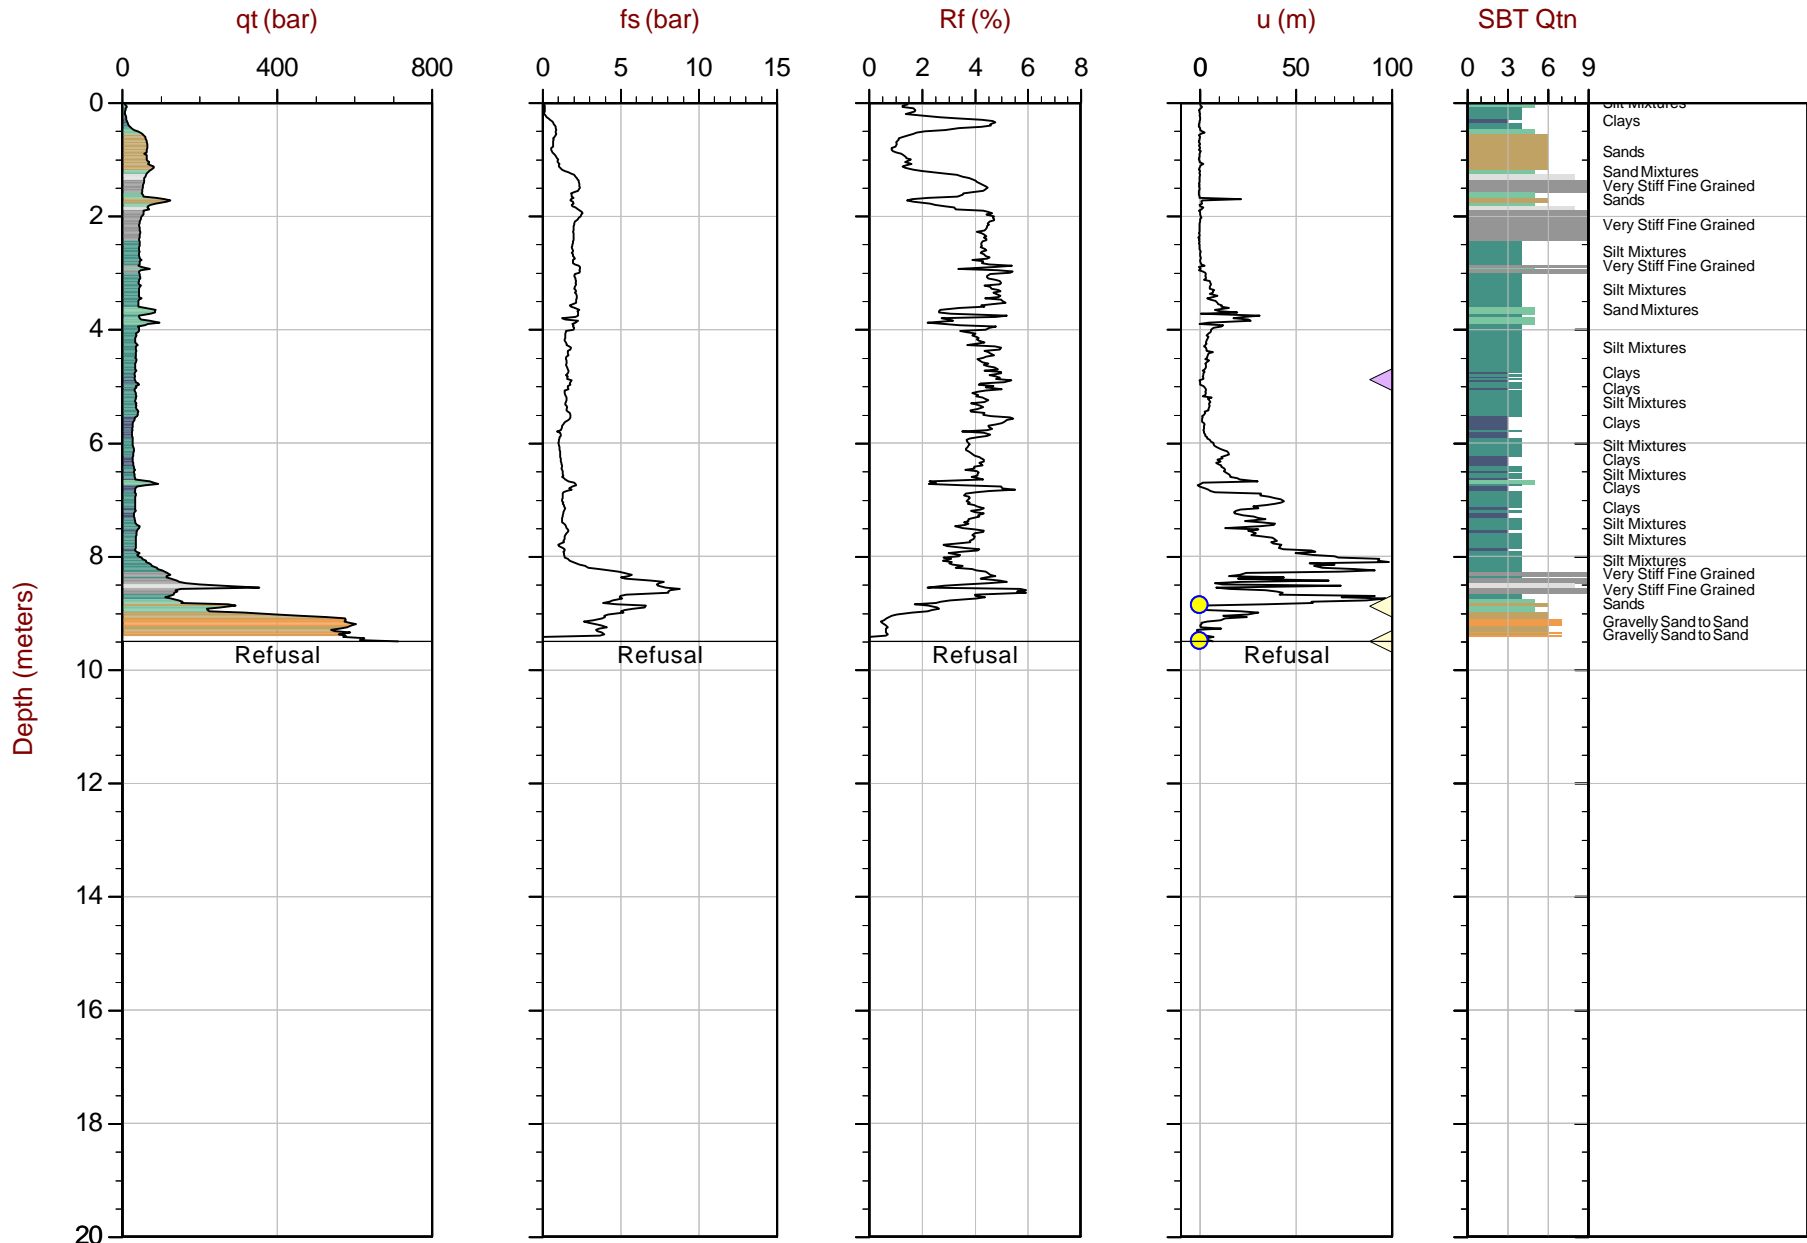 qt (bar) fs (bar) Rf (%) u (m) SBT Qtn
0 400 800 0 5 10 15 0 2 4 6 8 0 50 100 0 3 6 9
0
2
4
6
8
10
12
14
16
18
20
Depth (meters)
Refusal Refusal Refusal Refusal
Silt Mixtures
Clays
Sands
Sand Mixtures
Very Stiff Fine Grained
Sands
Very Stiff Fine Grained
Silt Mixtures
Very Stiff Fine Grained
Silt Mixtures
Sand Mixtures
Silt Mixtures
Clays
Clays
Silt Mixtures
Clays
Silt Mixtures
Clays
Silt Mixtures
Clays
Clays
Silt Mixtures
Silt Mixtures
Silt Mixtures
Very Stiff Fine Grained
Very Stiff Fine Grained
Sands
Gravelly Sand to Sand
Gravelly Sand to Sand